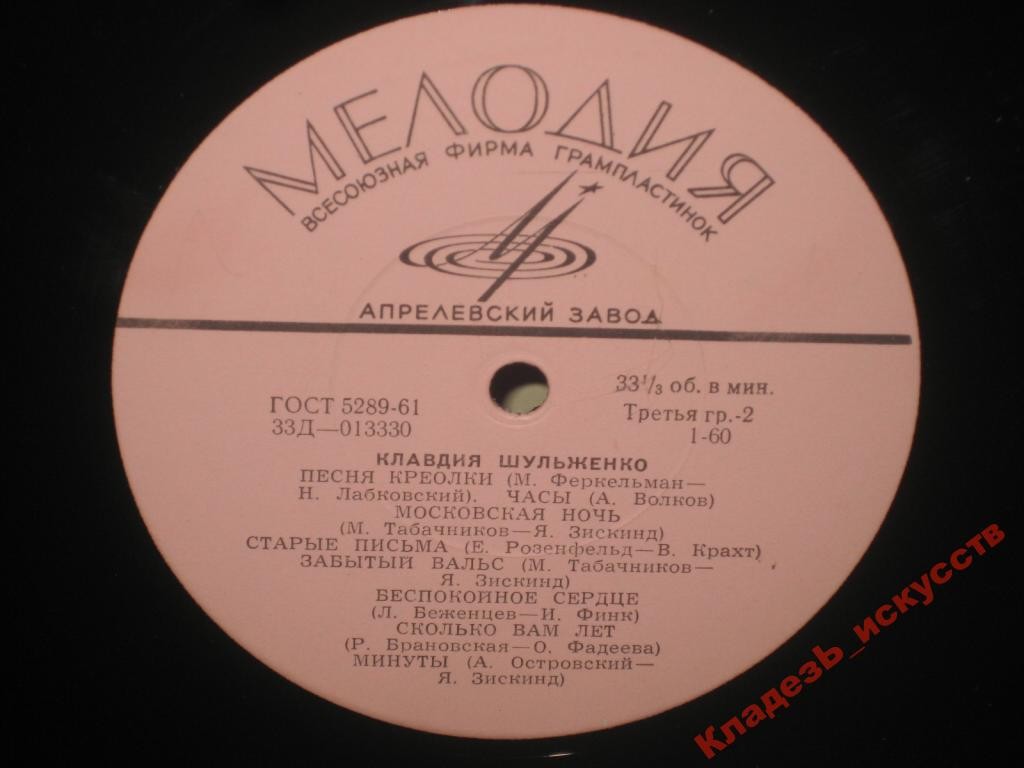 МЕЛОДИЯ
ВСЕСОЮЗНАЯ ФИРМА ГРАМПЛАСТИНОК
АПРЕЛЕВСКИЙ ЗАВОД
ГОСТ 5289-61
33Д—013330
33⅓ об. в мин.
Третья гр.-2
1-60
КЛАВДИЯ ШУЛЬЖЕНКО
ПЕСНЯ КРЕОЛКИ (М. Феркельман—
Н. Лабковский). ЧАСЫ (А. Волков)
МОСКОВСКАЯ НОЧЬ
(М. Табачников—Я. Зискинд)
СТАРЫЕ ПИСЬМА (Е. Розенфельд—В. Крахт)
ЗАБЫТЫЙ ВАЛЬС (М. Табачников—
Я. Зискинд)
БЕСПОКОЙНОЕ СЕРДЦЕ
(Л. Беженцев—И. Финк)
СКОЛЬКО ВАМ ЛЕТ
(Р. Брановская—О. Фадеева)
МИНУТЫ (А. Островский—
Я. Зискинд)
Кладезь_искусств